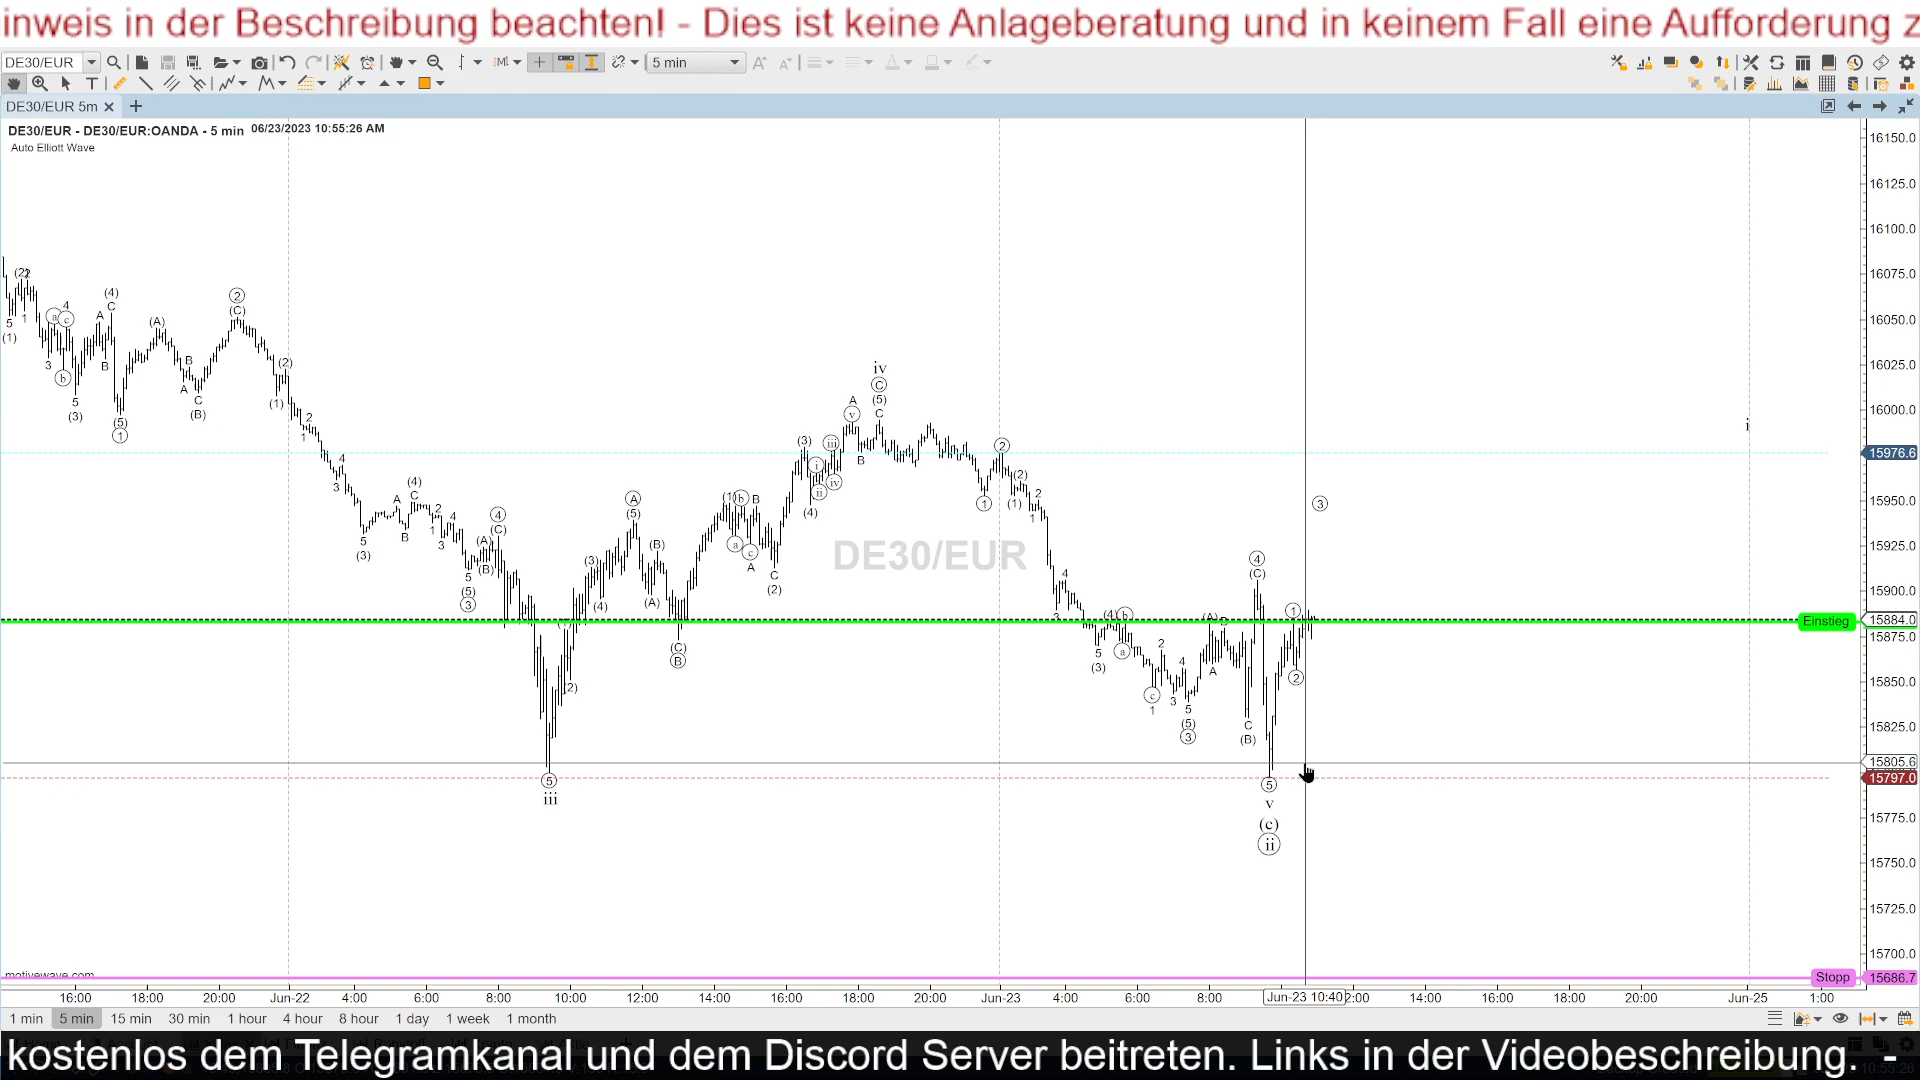 inweis in der Beschreibung beachten! - Dies ist keine Anlageberatung und in keinem Fall eine Aufforderung z
DE30/EUR
5 min
DE30/EUR 5m
DE30/EUR - DE30/EUR:OANDA - 5 min 06/23/2023 10:55:26 AM
Auto Elliott Wave
DE30/EUR
16150.0
16125.0
16100.0
16075.0
16050.0
16025.0
16000.0
15976.6
15950.0
15925.0
15900.0
Einstieg 15884.0
15875.0
15850.0
15825.0
15805.6
15797.0
15775.0
15750.0
15725.0
15700.0
Stopp 15686.7
iii
iv
v
(c)
ii
i
motivewave.com
16:00 18:00 20:00 Jun-22 4:00 6:00 8:00 10:00 12:00 14:00 16:00 18:00 20:00 Jun-23 4:00 6:00 8:00 Jun-23 10:40 2:00 14:00 16:00 18:00 20:00 Jun-25 1:00
1 min 5 min 15 min 30 min 1 hour 4 hour 8 hour 1 day 1 week 1 month
kostenlos dem Telegramkanal und dem Discord Server beitreten. Links in der Videobeschreibung. -